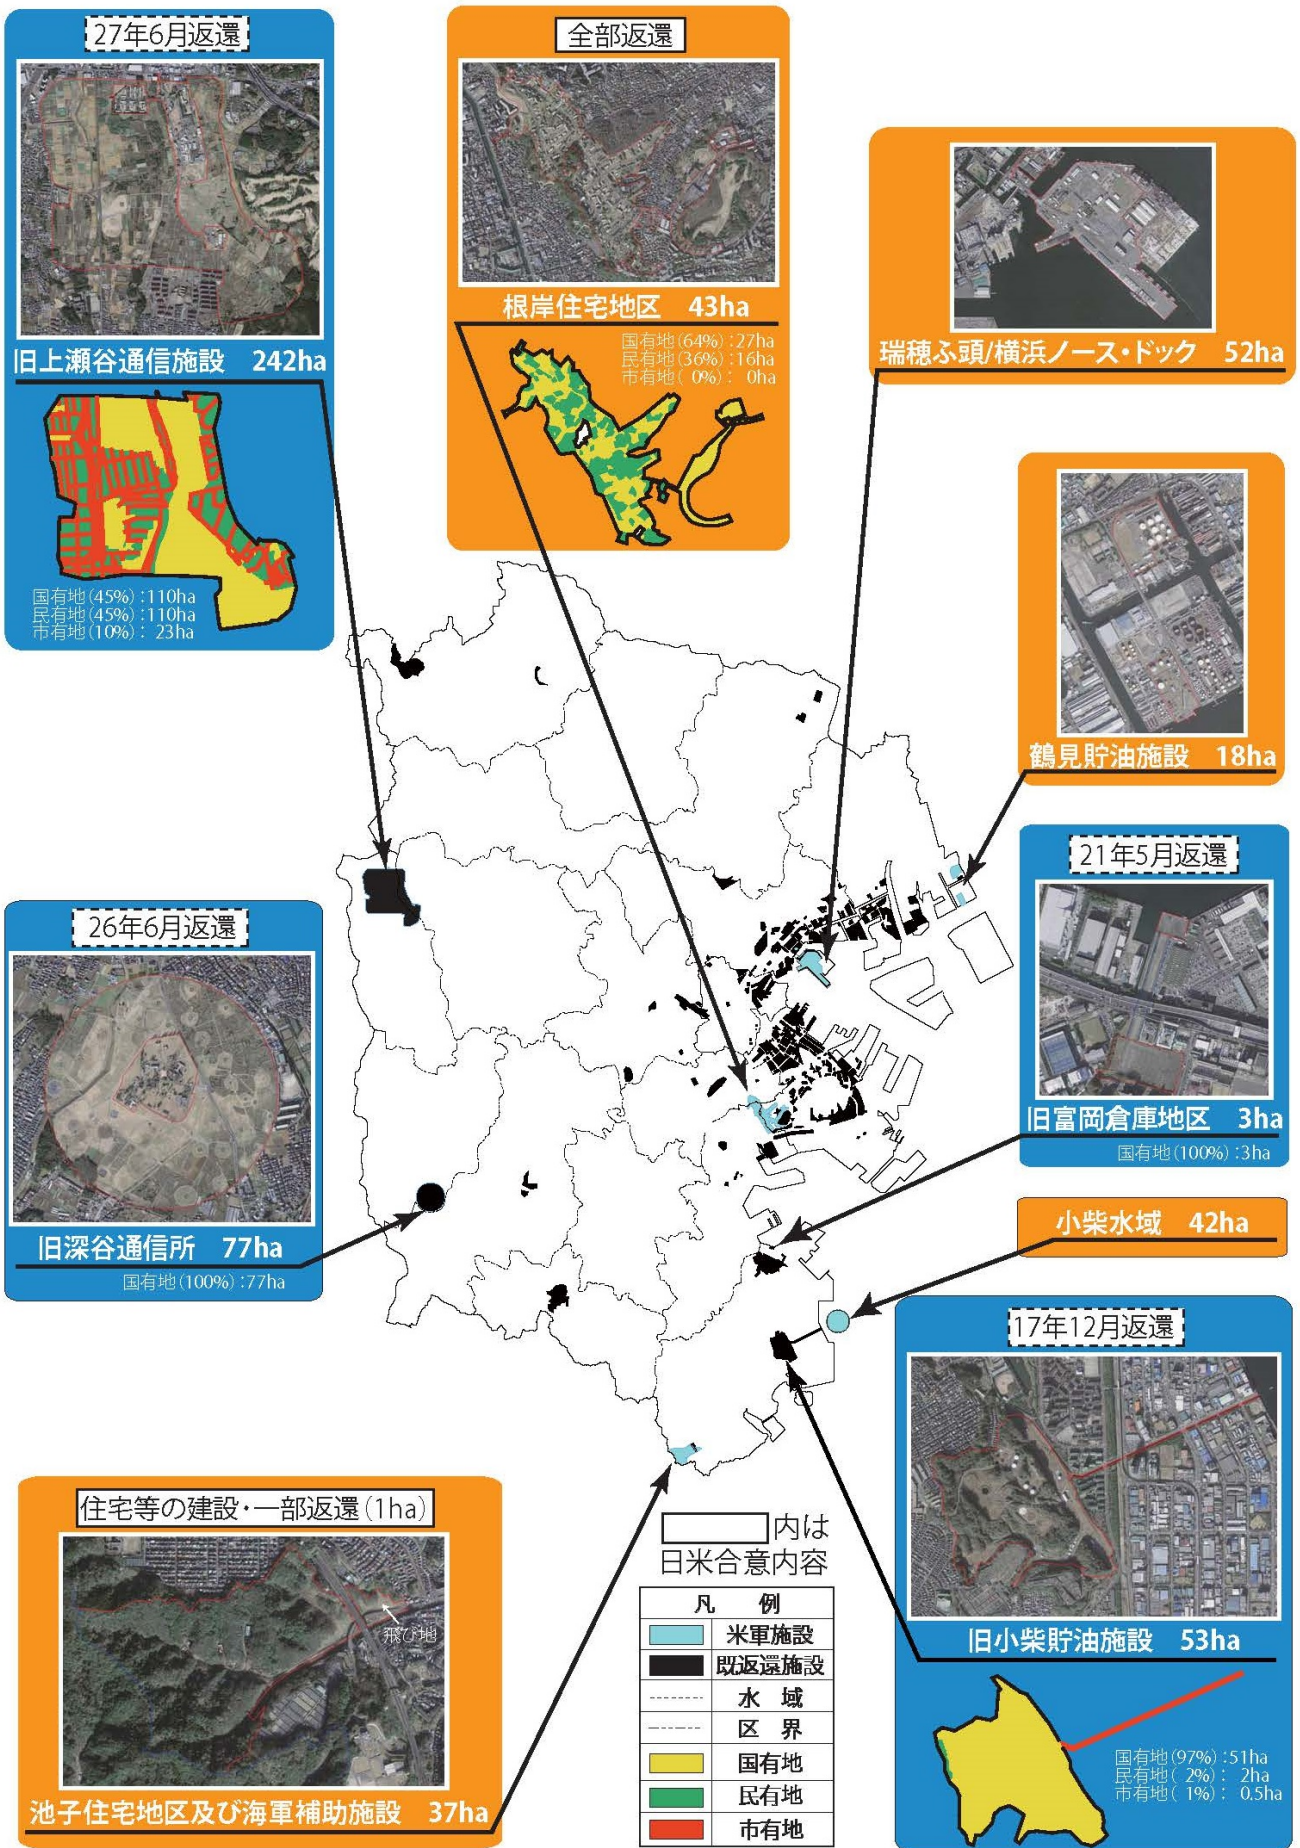 27年6月返還
旧上瀬谷通信施設 242ha
国有地(45%):110ha
民有地(45%):110ha
市有地(10%): 23ha
全部返還
根岸住宅地区 43ha
国有地(64%):27ha
民有地(36%):16ha
市有地( 0%): 0ha
瑞穂ふ頭/横浜ノース・ドック 52ha
鶴見貯油施設 18ha
21年5月返還
旧富岡倉庫地区 3ha
国有地(100%):3ha
26年6月返還
旧深谷通信所 77ha
国有地(100%):77ha
小柴水域 42ha
17年12月返還
旧小柴貯油施設 53ha
国有地(97%):51ha
民有地( 2%): 2ha
市有地( 1%): 0.5ha
住宅等の建設・一部返還(1ha)
飛び地
池子住宅地区及び海軍補助施設 37ha
内は
日米合意内容
凡 例
米軍施設
既返還施設
水 域
区 界
国有地
民有地
市有地